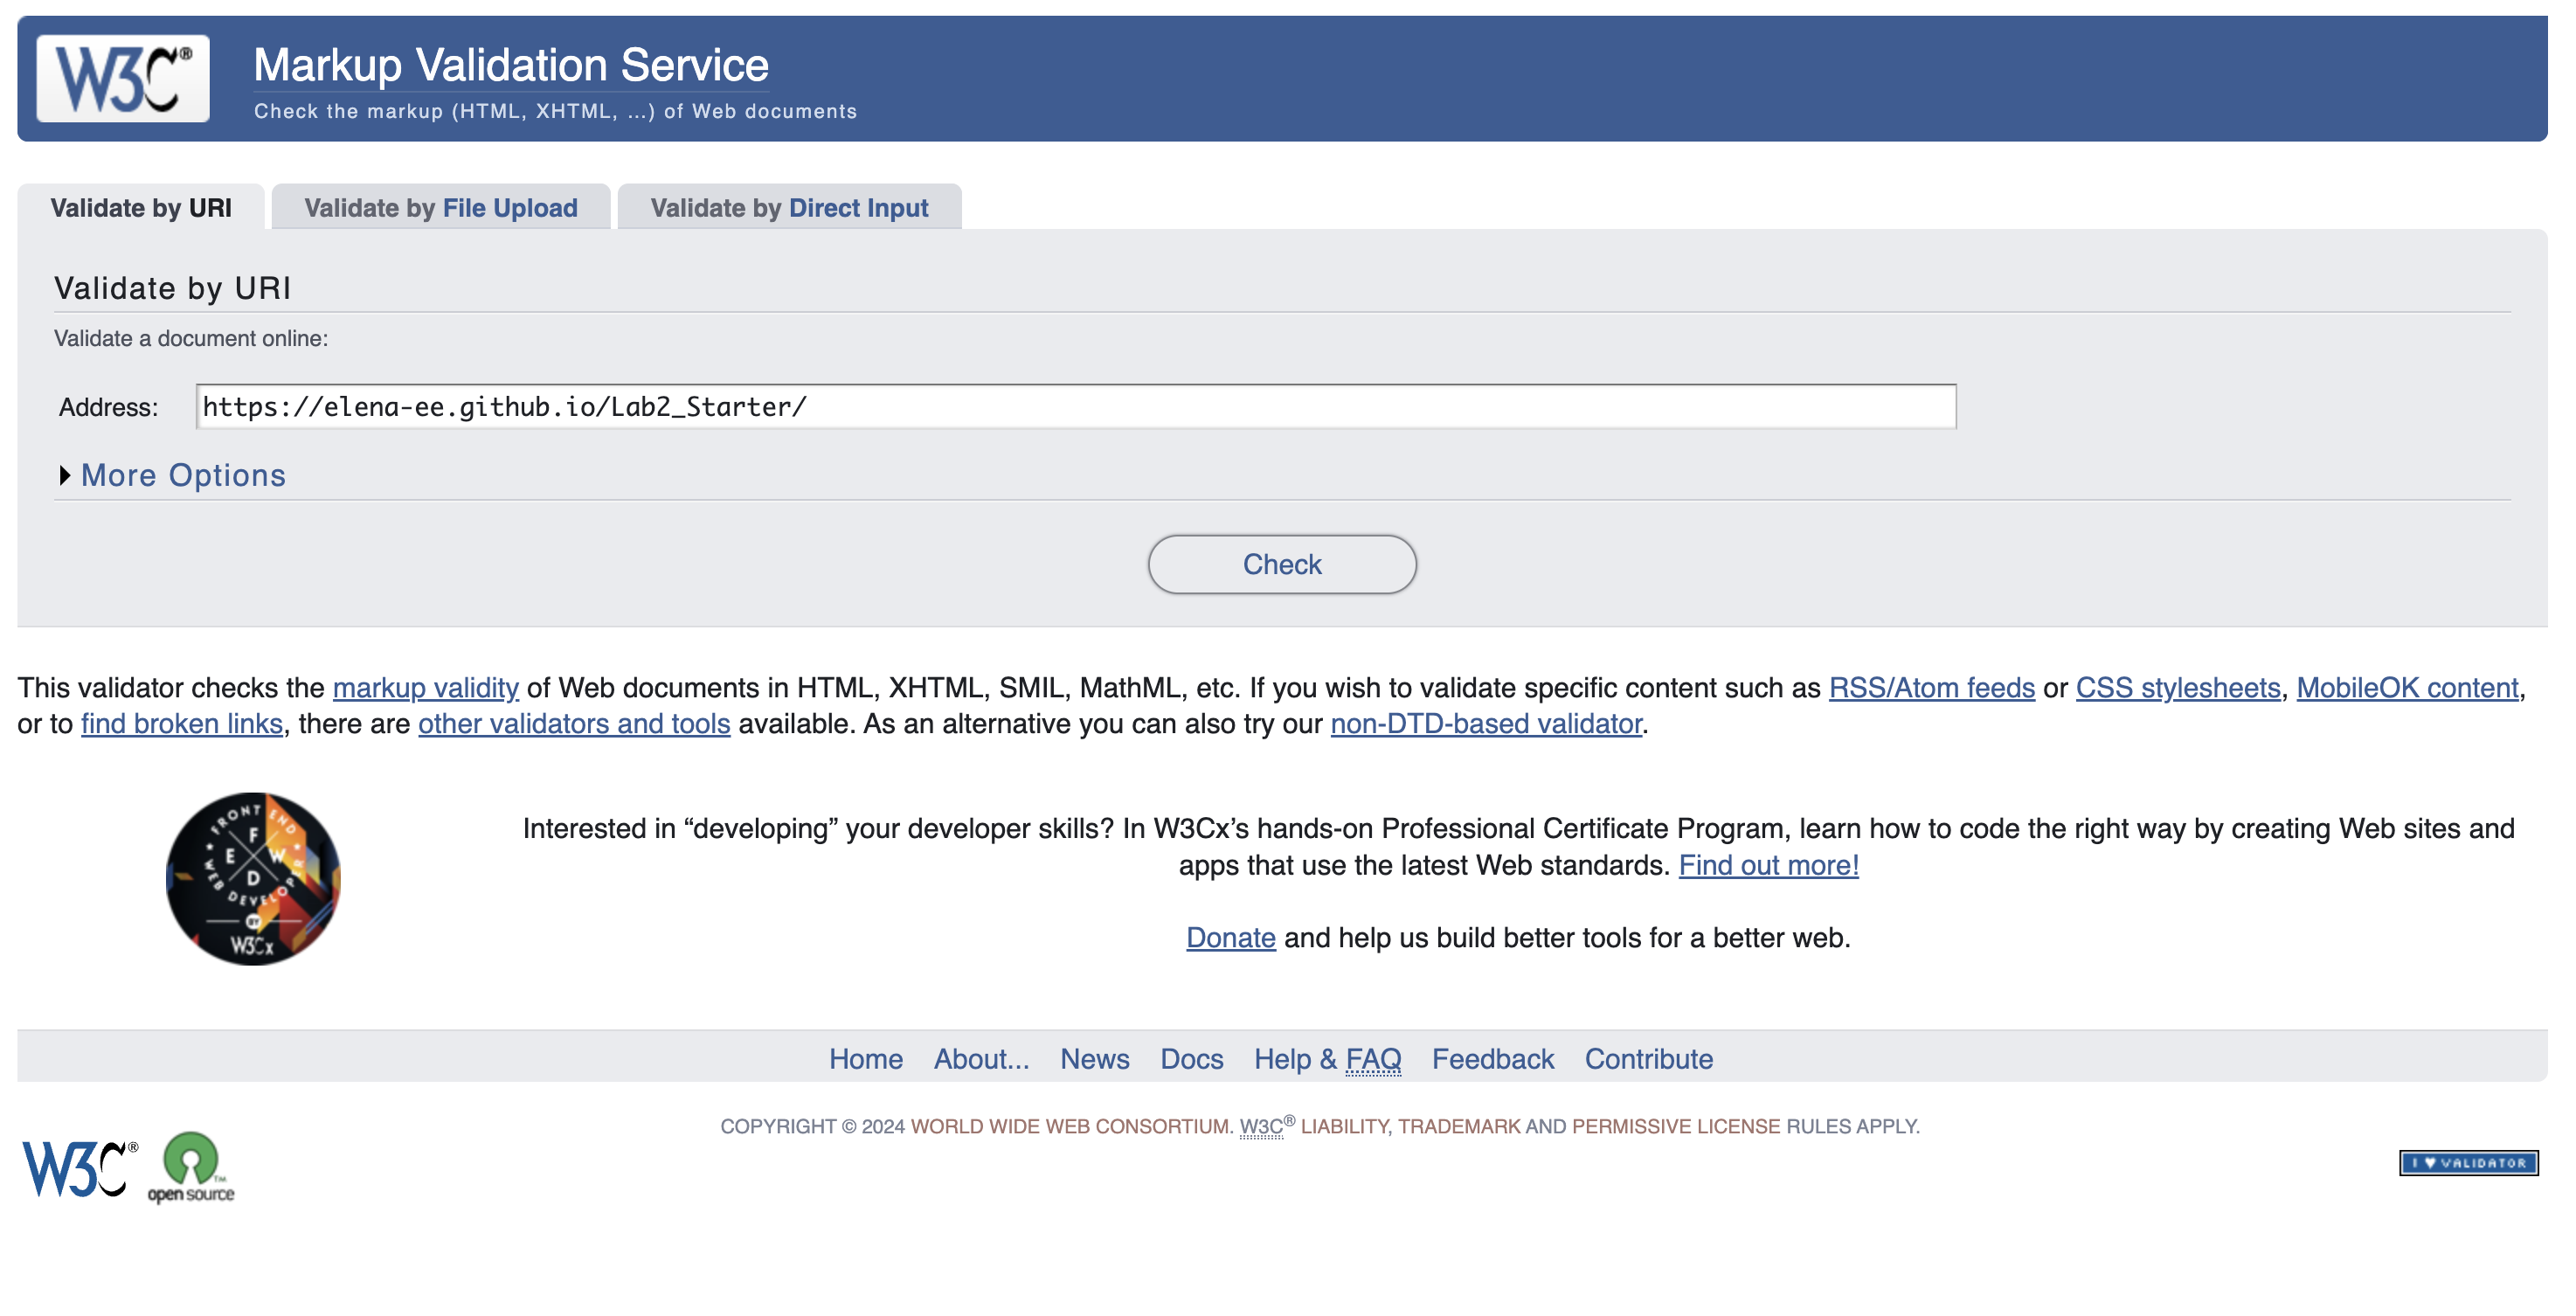 W3C®
Markup Validation Service
Check the markup (HTML, XHTML, ...) of Web documents
Validate by URI
Validate by File Upload
Validate by Direct Input
Validate by URI
Validate a document online:
Address:
https://elena-ee.github.io/Lab2_Starter/
More Options
Check
This validator checks the markup validity of Web documents in HTML, XHTML, SMIL, MathML, etc. If you wish to validate specific content such as RSS/Atom feeds or CSS stylesheets, MobileOK content,
or to find broken links, there are other validators and tools available. As an alternative you can also try our non-DTD-based validator.
FRONT END
F
E W
D
WEB DEVELOPER
BY
W3Cx
Interested in “developing” your developer skills? In W3Cx’s hands-on Professional Certificate Program, learn how to code the right way by creating Web sites and
apps that use the latest Web standards. Find out more!
Donate and help us build better tools for a better web.
Home About... News Docs Help & FAQ Feedback Contribute
COPYRIGHT © 2024 WORLD WIDE WEB CONSORTIUM. W3C® LIABILITY, TRADEMARK AND PERMISSIVE LICENSE RULES APPLY.
W3C®
open source™
I ♥ VALIDATOR